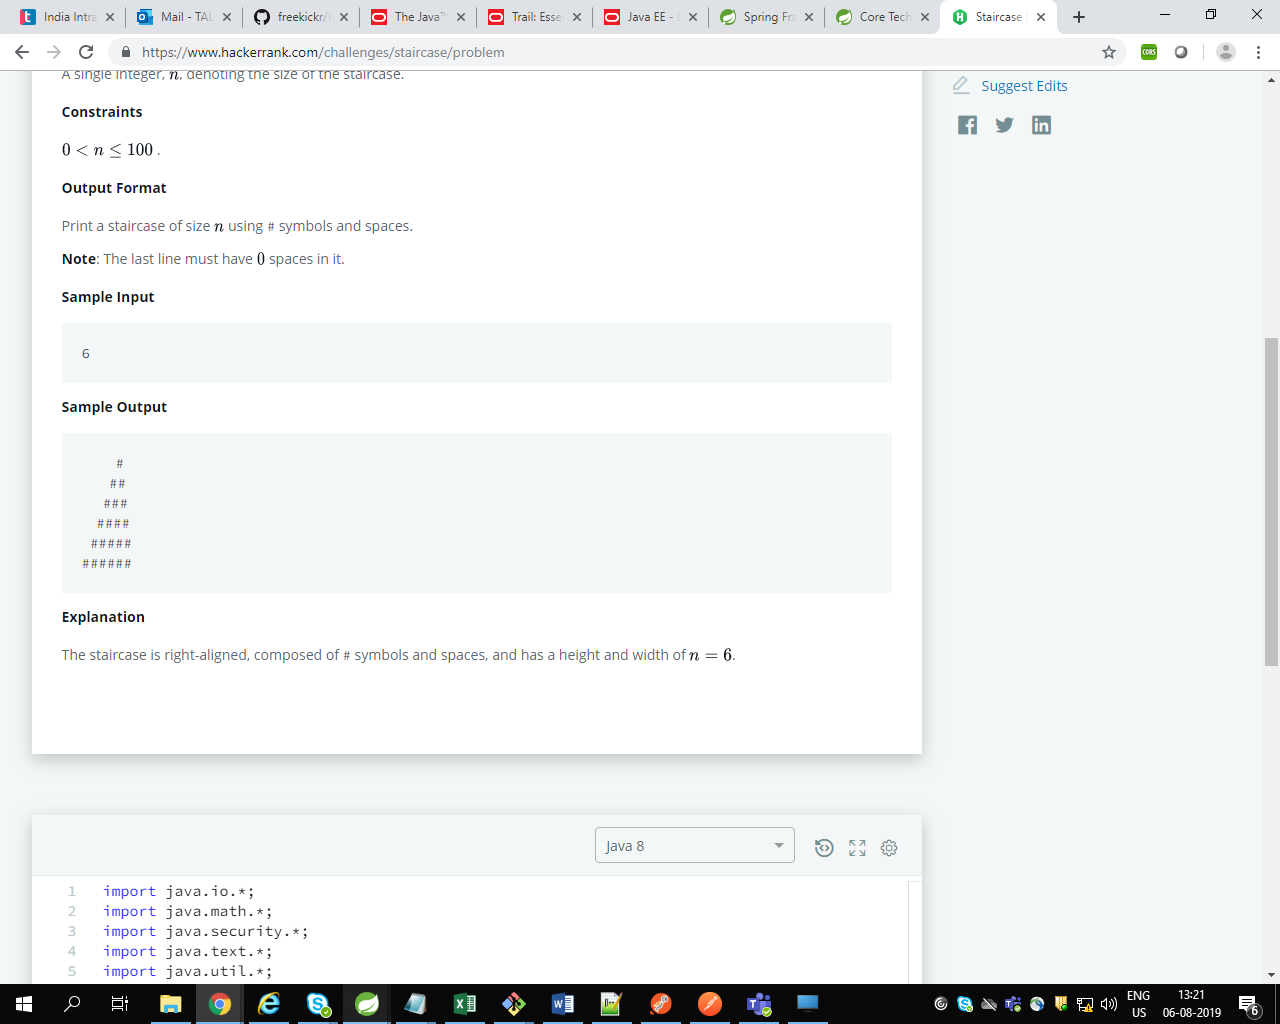 India Intra
Mail - TAL
freekickr/
The Java™
Trail: Esse
Java EE -
Spring Fra
Core Tech
Staircase
https://www.hackerrank.com/challenges/staircase/problem
CORS
A single integer, n, denoting the size of the staircase.
Suggest Edits
Constraints
0 < n ≤ 100 .
Output Format
Print a staircase of size n using # symbols and spaces.
Note: The last line must have 0 spaces in it.
Sample Input
6
Sample Output
     #
    ##
   ###
  ####
 #####
######
Explanation
The staircase is right-aligned, composed of # symbols and spaces, and has a height and width of n = 6.
Java 8
1 import java.io.*;
2 import java.math.*;
3 import java.security.*;
4 import java.text.*;
5 import java.util.*;
ENG
US
13:21
06-08-2019
6